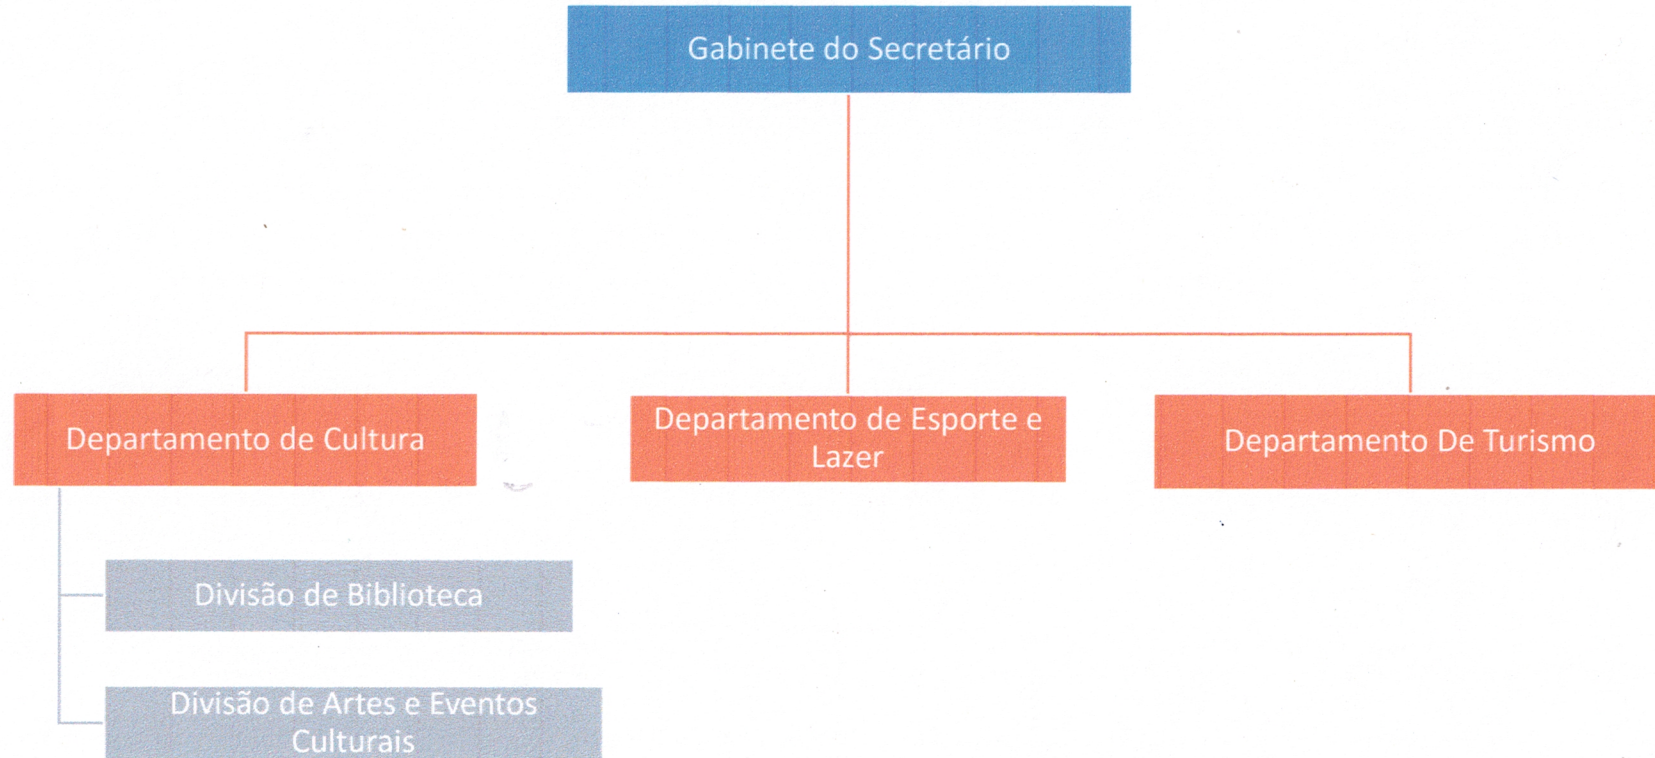 Gabinete do Secretário
Departamento de Cultura
Departamento de Esporte e
Lazer
Departamento De Turismo
Divisão de Biblioteca
Divisão de Artes e Eventos
Culturais